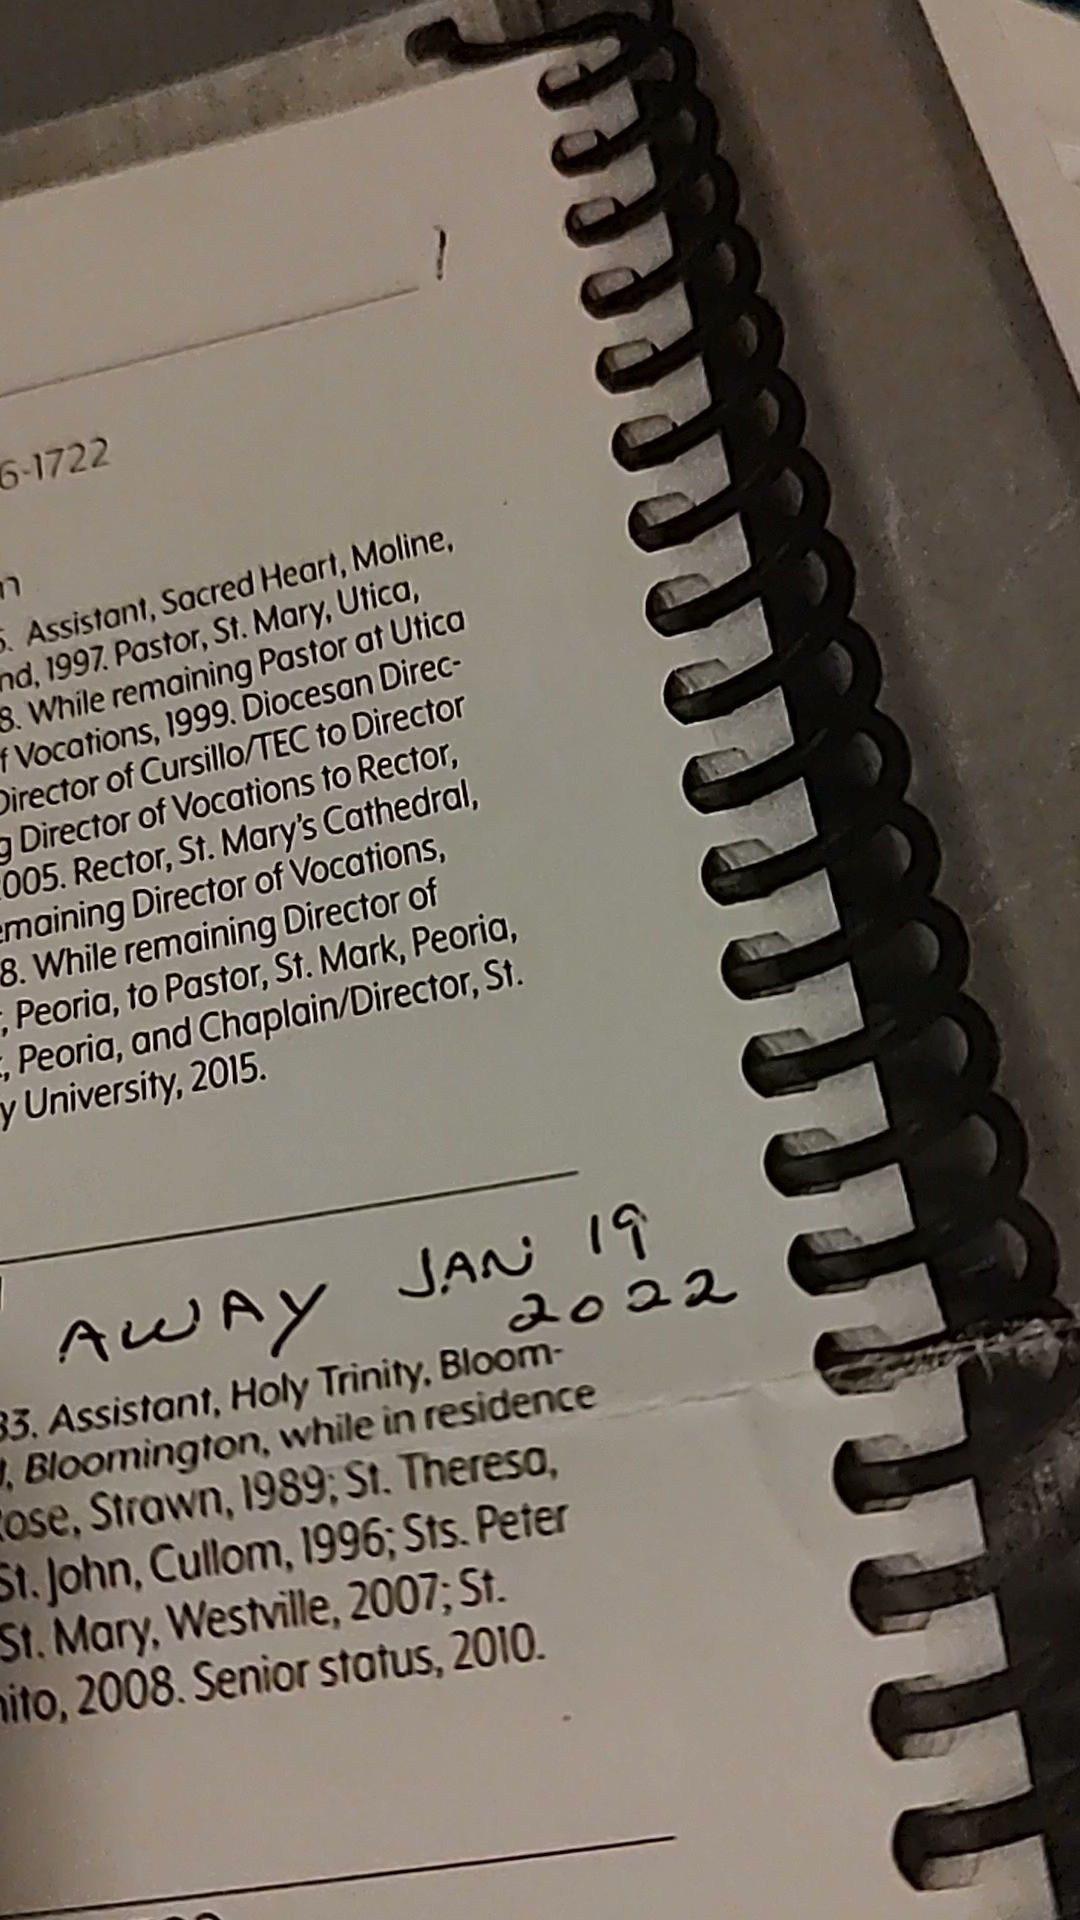 6-1722
Assistant, Sacred Heart, Moline,
1997. Pastor, St. Mary, Utica,
8. While remaining Pastor at Utica
Vocations, 1999. Diocesan Direc-
Director of Cursillo/TEC to Director
g Director of Vocations to Rector,
005. Rector, St. Mary's Cathedral,
emaining Director of Vocations,
8. While remaining Director of
, Peoria, to Pastor, St. Mark, Peoria,
, Peoria, and Chaplain/Director, St.
y University, 2015.
AWAY JAN 19
2022
33. Assistant, Holy Trinity, Bloom-
, Bloomington, while in residence
ose, Strawn, 1989; St. Theresa,
St. John, Cullom, 1996; Sts. Peter
St. Mary, Westville, 2007; St.
ito, 2008. Senior status, 2010.